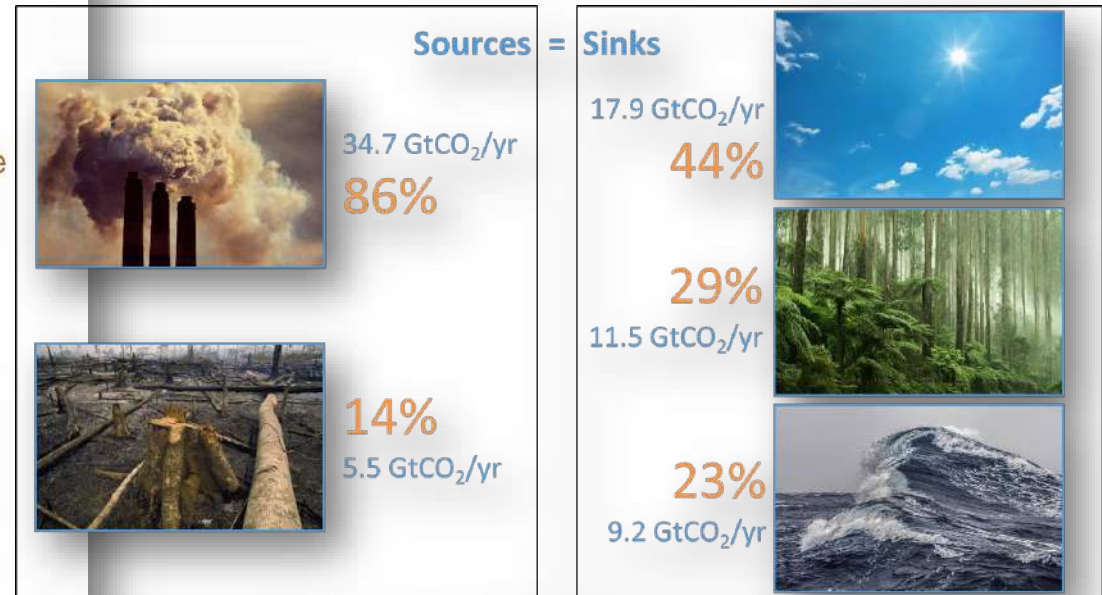 Sources = Sinks
e
34.7 GtCO₂/yr
86%
14%
5.5 GtCO₂/yr
17.9 GtCO₂/yr
44%
29%
11.5 GtCO₂/yr
23%
9.2 GtCO₂/yr